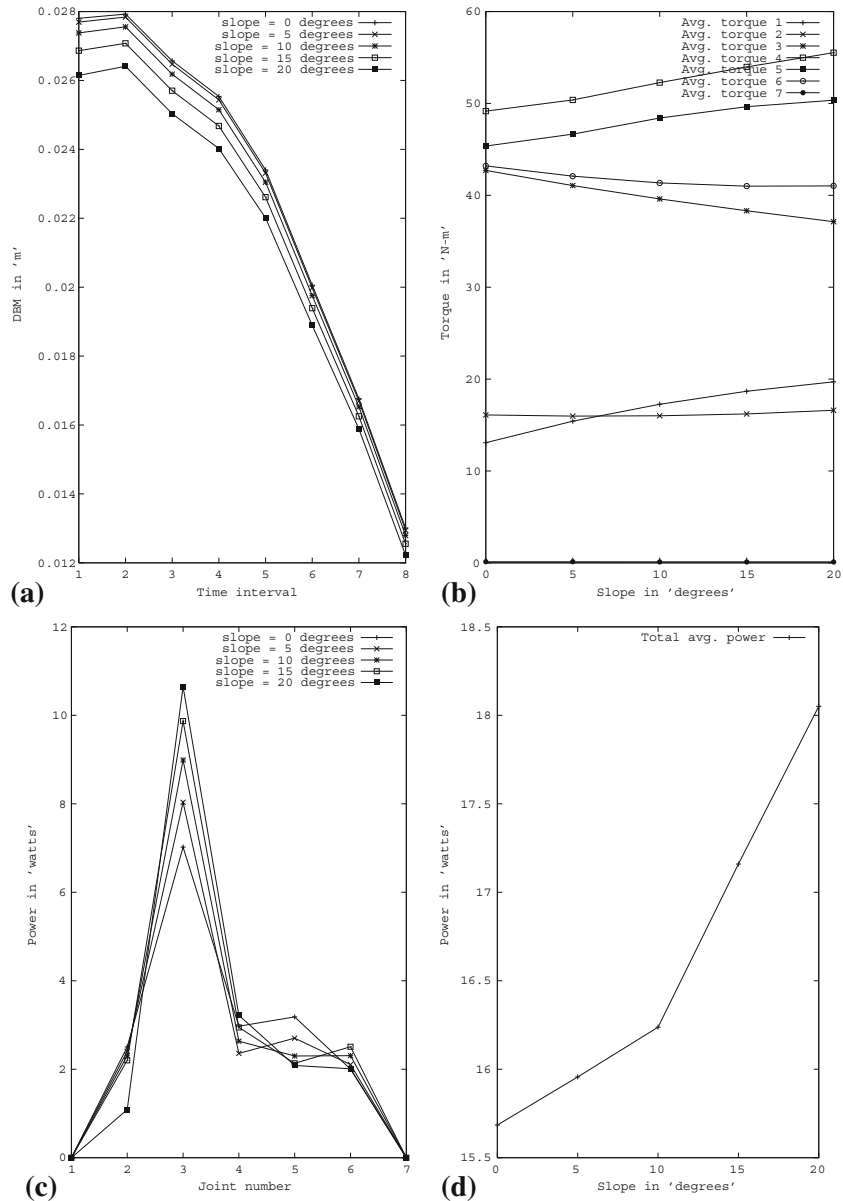 slope = 0 degrees
slope = 5 degrees
slope = 10 degrees
slope = 15 degrees
slope = 20 degrees
0.028
0.026
0.024
0.022
0.02
0.018
0.016
0.014
0.012
DBM in 'm'
1 2 3 4 5 6 7 8
Time interval
(a)
Avg. torque 1
Avg. torque 2
Avg. torque 3
Avg. torque 4
Avg. torque 5
Avg. torque 6
Avg. torque 7
60
50
40
30
20
10
0
Torque in 'N-m'
0 5 10 15 20
Slope in 'degrees'
(b)
slope = 0 degrees
slope = 5 degrees
slope = 10 degrees
slope = 15 degrees
slope = 20 degrees
12
10
8
6
4
2
0
Power in 'watts'
1 2 3 4 5 6 7
Joint number
(c)
Total avg. power
18.5
18
17.5
17
16.5
16
15.5
Power in 'watts'
0 5 10 15 20
Slope in 'degrees'
(d)